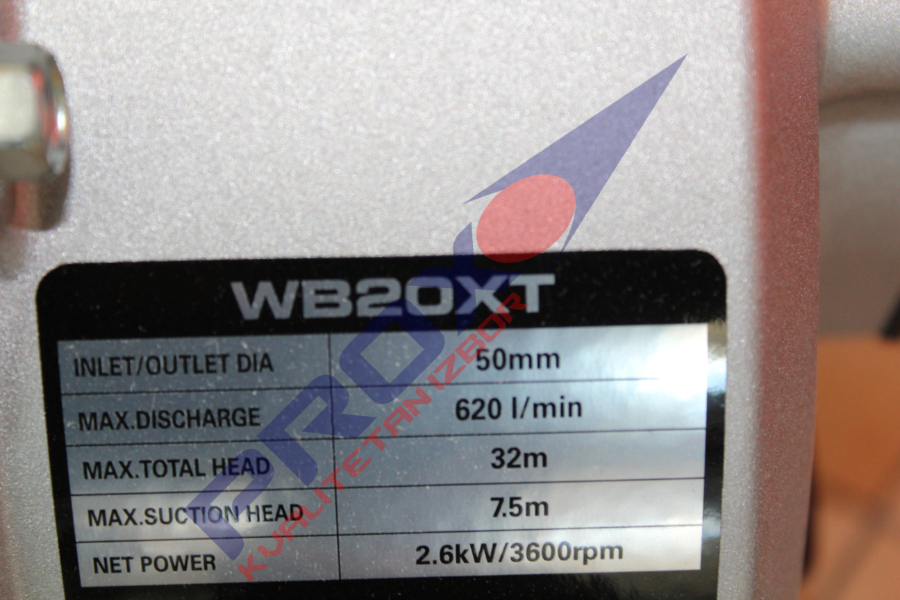 WB20XT
INLET/OUTLET DIA 50mm
MAX.DISCHARGE 620 l/min
MAX.TOTAL HEAD 32m
MAX.SUCTION HEAD 7.5m
NET POWER 2.6kW/3600rpm
PROX
KVALITETAN IZBOR